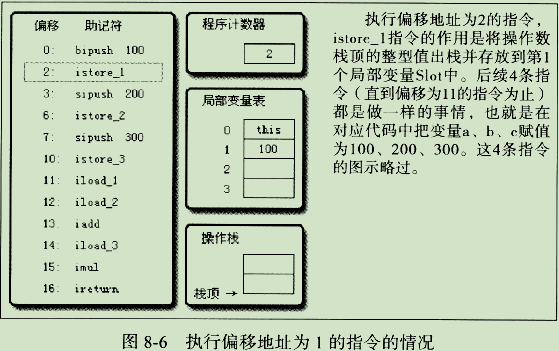 偏移 助记符
0: bipush 100
2: istore_1
3: sipush 200
6: istore_2
7: sipush 300
10: istore_3
11: iload_1
12: iload_2
13: iadd
14: iload_3
15: imul
16: ireturn
程序计数器
2
局部变量表
0 this
1 100
2
3
操作栈
栈顶 →
执行偏移地址为2的指令,
istore_1指令的作用是将操作数
栈顶的整型值出栈并存放到第1
个局部变量Slot中。后续4条指
令(直到偏移为11的指令为止)
都是做一样的事情,也就是在
对应代码中把变量a、b、c赋值
为100、200、300。这4条指令
的图示略过。
图 8-6 执行偏移地址为 1 的指令的情况